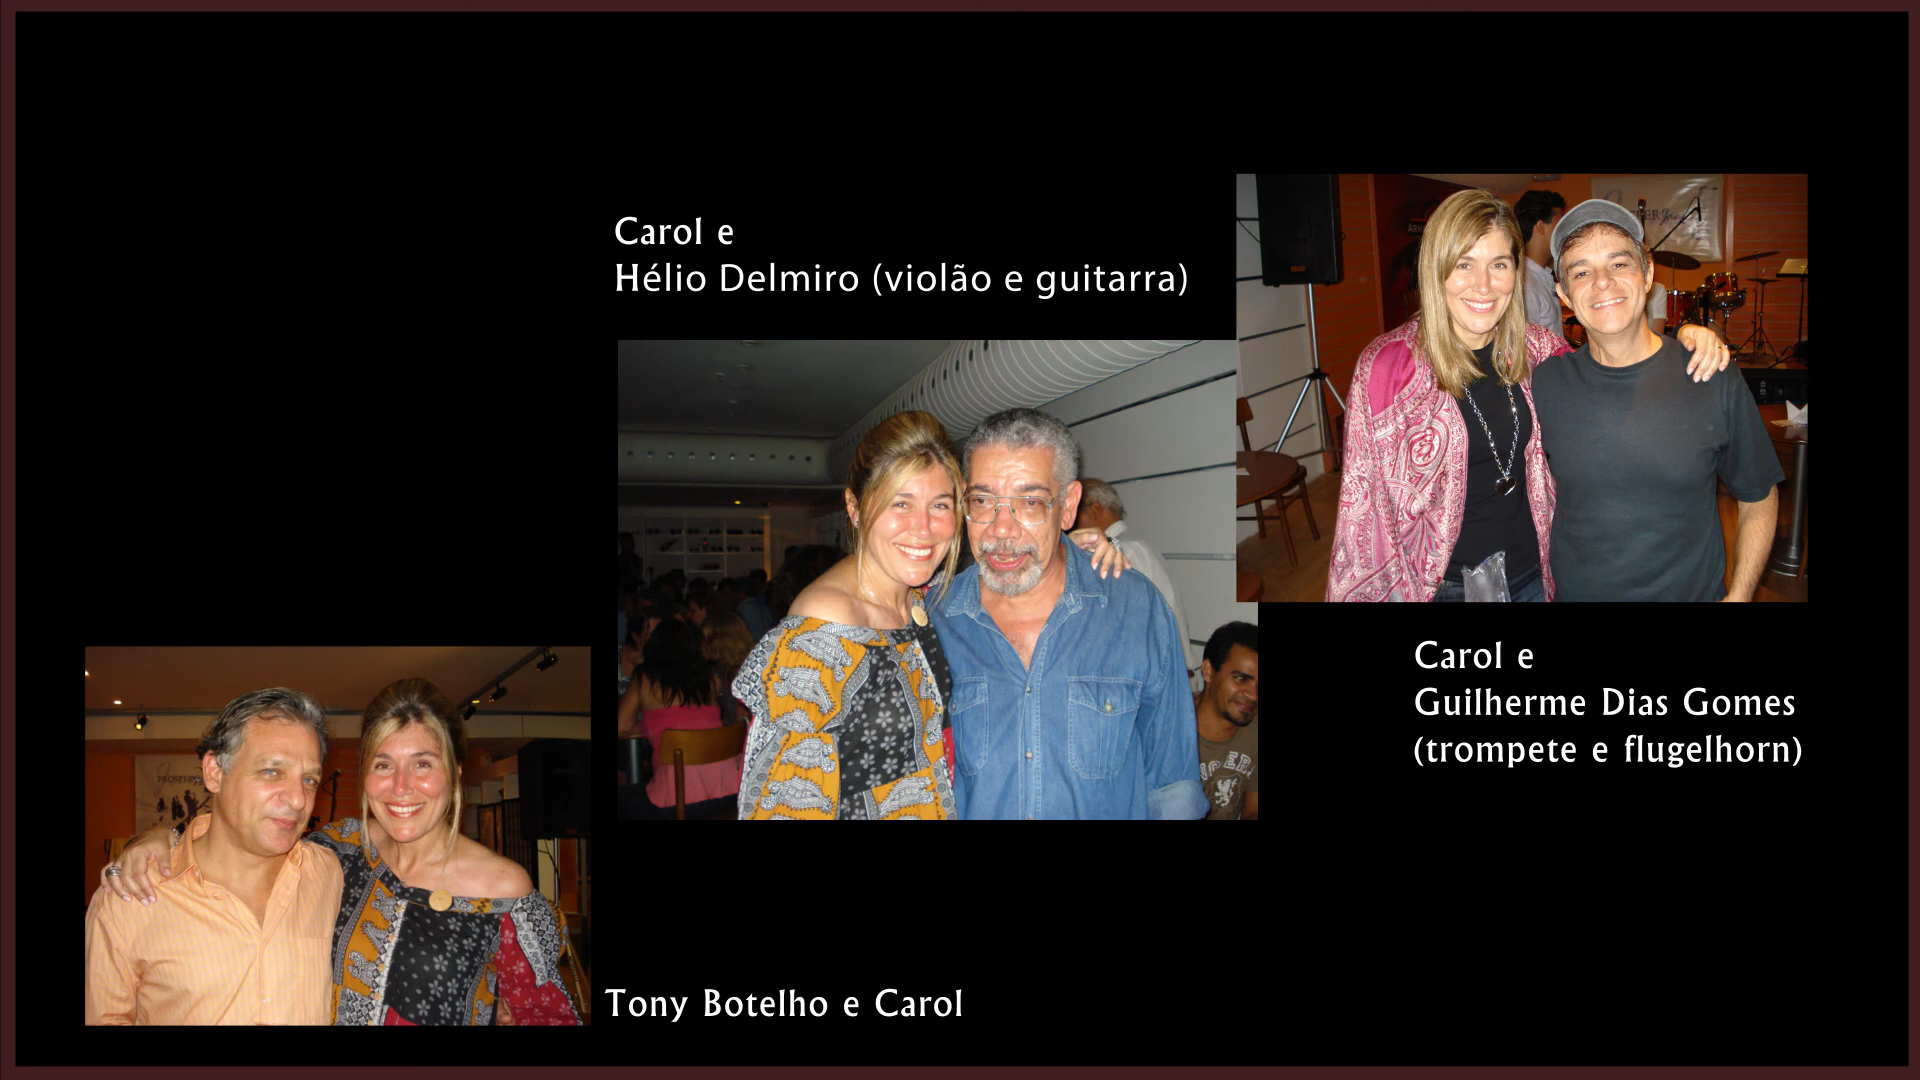 Carol e
Hélio Delmiro (violão e guitarra)
Carol e
Guilherme Dias Gomes
(trompete e flugelhorn)
Tony Botelho e Carol